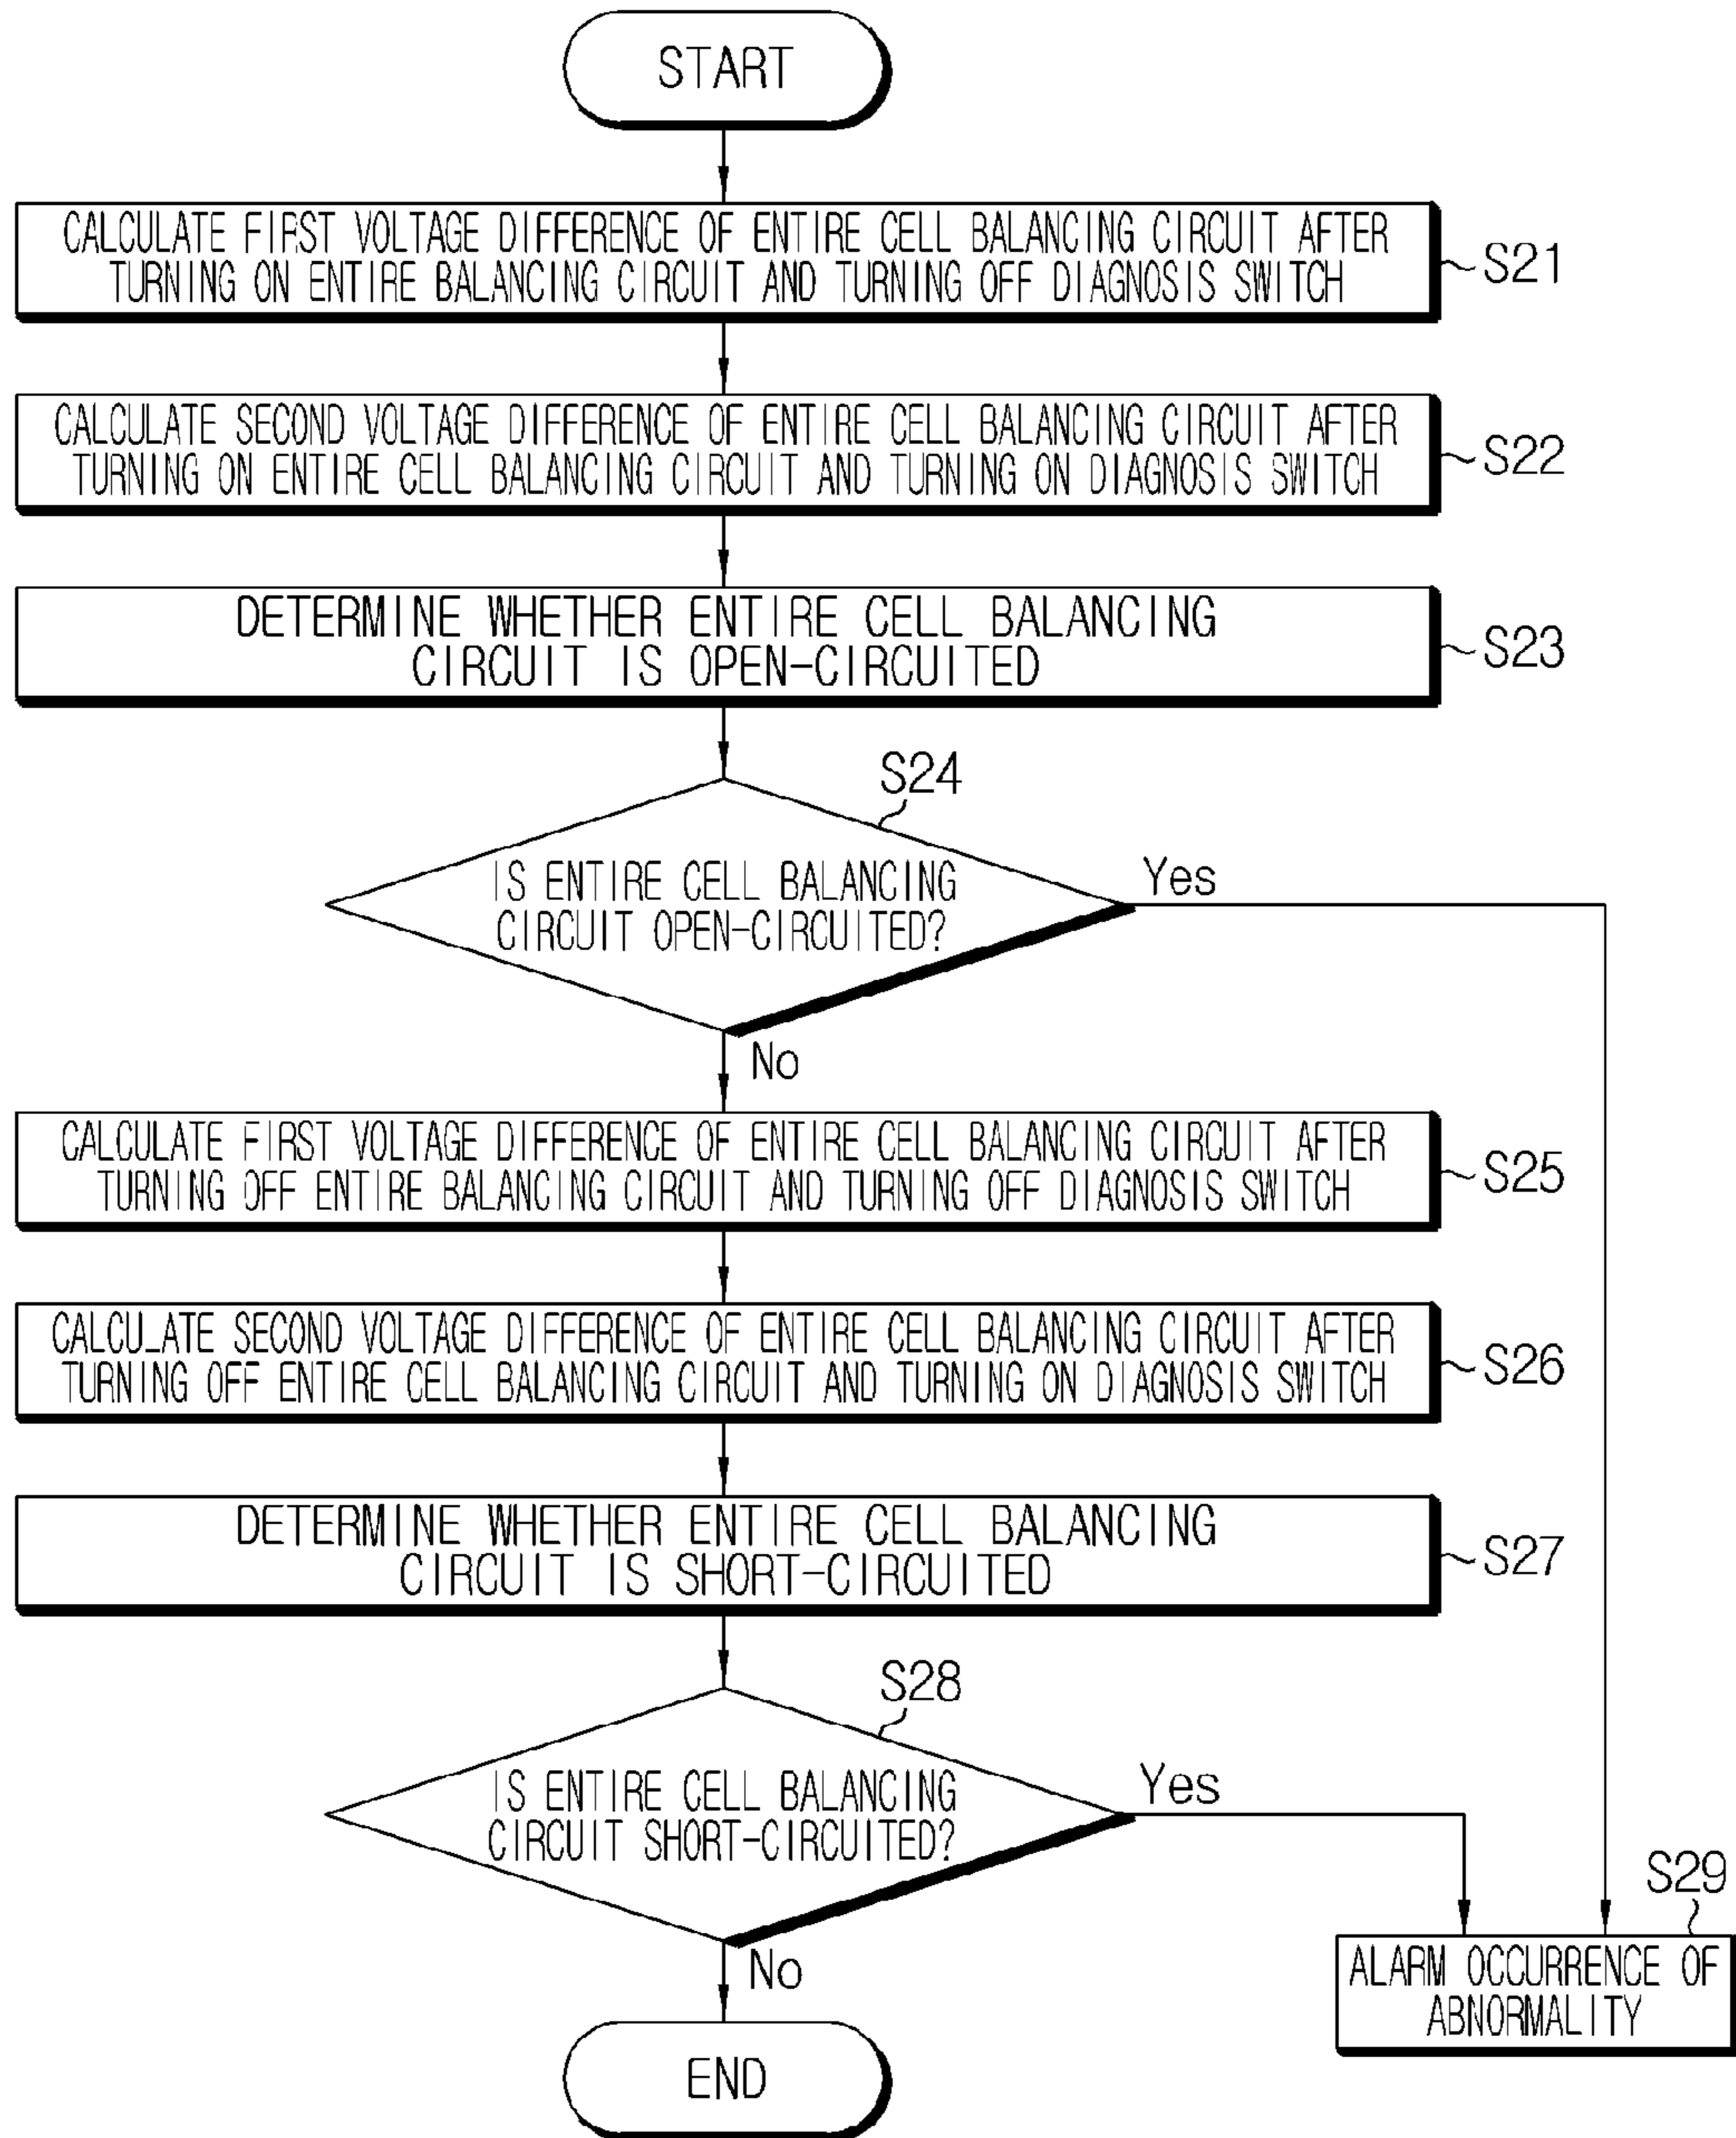 START
CALCULATE FIRST VOLTAGE DIFFERENCE OF ENTIRE CELL BALANCING CIRCUIT AFTER
TURNING ON ENTIRE BALANCING CIRCUIT AND TURNING OFF DIAGNOSIS SWITCH
S21
CALCULATE SECOND VOLTAGE DIFFERENCE OF ENTIRE CELL BALANCING CIRCUIT AFTER
TURNING ON ENTIRE CELL BALANCING CIRCUIT AND TURNING ON DIAGNOSIS SWITCH
S22
DETERMINE WHETHER ENTIRE CELL BALANCING
CIRCUIT IS OPEN-CIRCUITED
S23
S24
IS ENTIRE CELL BALANCING
CIRCUIT OPEN-CIRCUITED?
Yes
No
CALCULATE FIRST VOLTAGE DIFFERENCE OF ENTIRE CELL BALANCING CIRCUIT AFTER
TURNING OFF ENTIRE BALANCING CIRCUIT AND TURNING OFF DIAGNOSIS SWITCH
S25
CALCULATE SECOND VOLTAGE DIFFERENCE OF ENTIRE CELL BALANCING CIRCUIT AFTER
TURNING OFF ENTIRE CELL BALANCING CIRCUIT AND TURNING ON DIAGNOSIS SWITCH
S26
DETERMINE WHETHER ENTIRE CELL BALANCING
CIRCUIT IS SHORT-CIRCUITED
S27
S28
IS ENTIRE CELL BALANCING
CIRCUIT SHORT-CIRCUITED?
Yes
No
S29
ALARM OCCURRENCE OF
ABNORMALITY
END